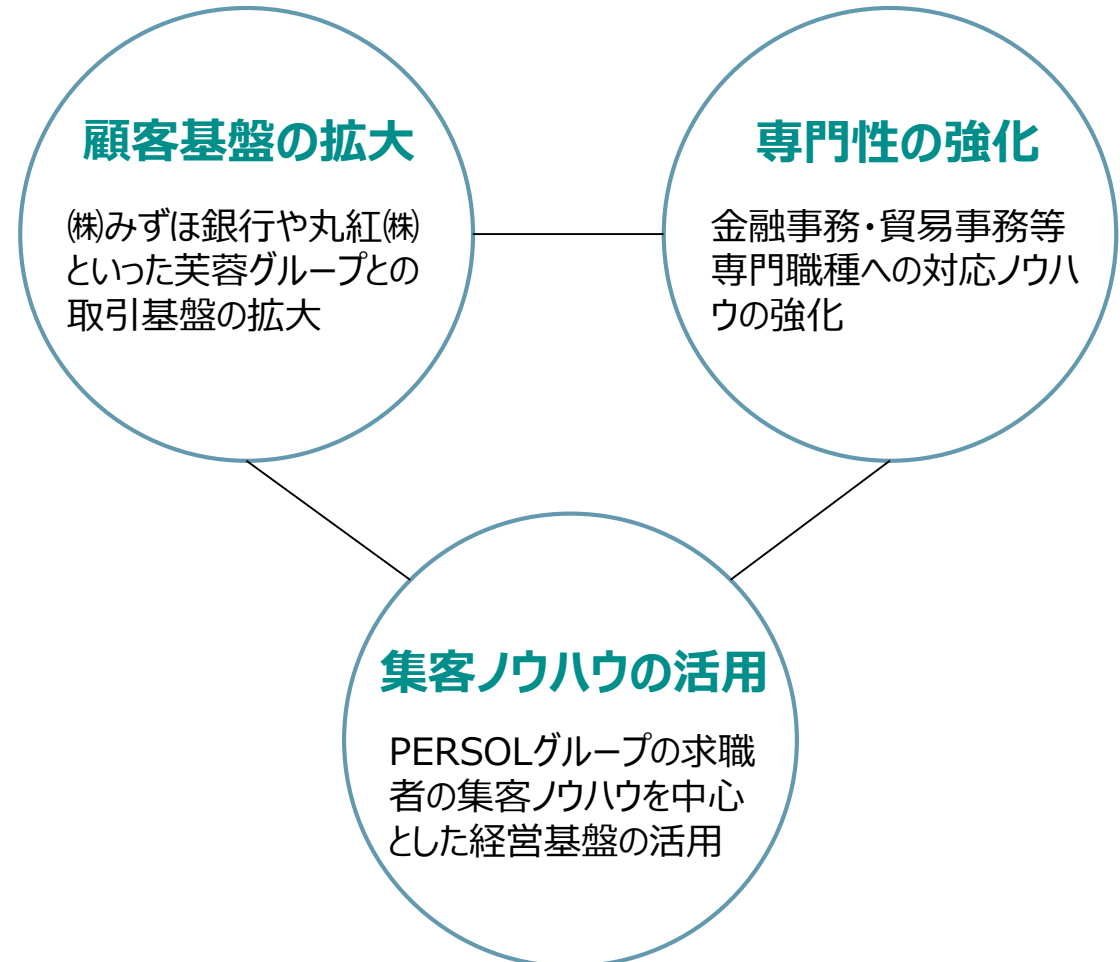 顧客基盤の拡大
㈱みずほ銀行や丸紅㈱
といった芙蓉グループとの
取引基盤の拡大
専門性の強化
金融事務・貿易事務等
専門職種への対応ノウハ
ウの強化
集客ノウハウの活用
PERSOLグループの求職
者の集客ノウハウを中心
とした経営基盤の活用